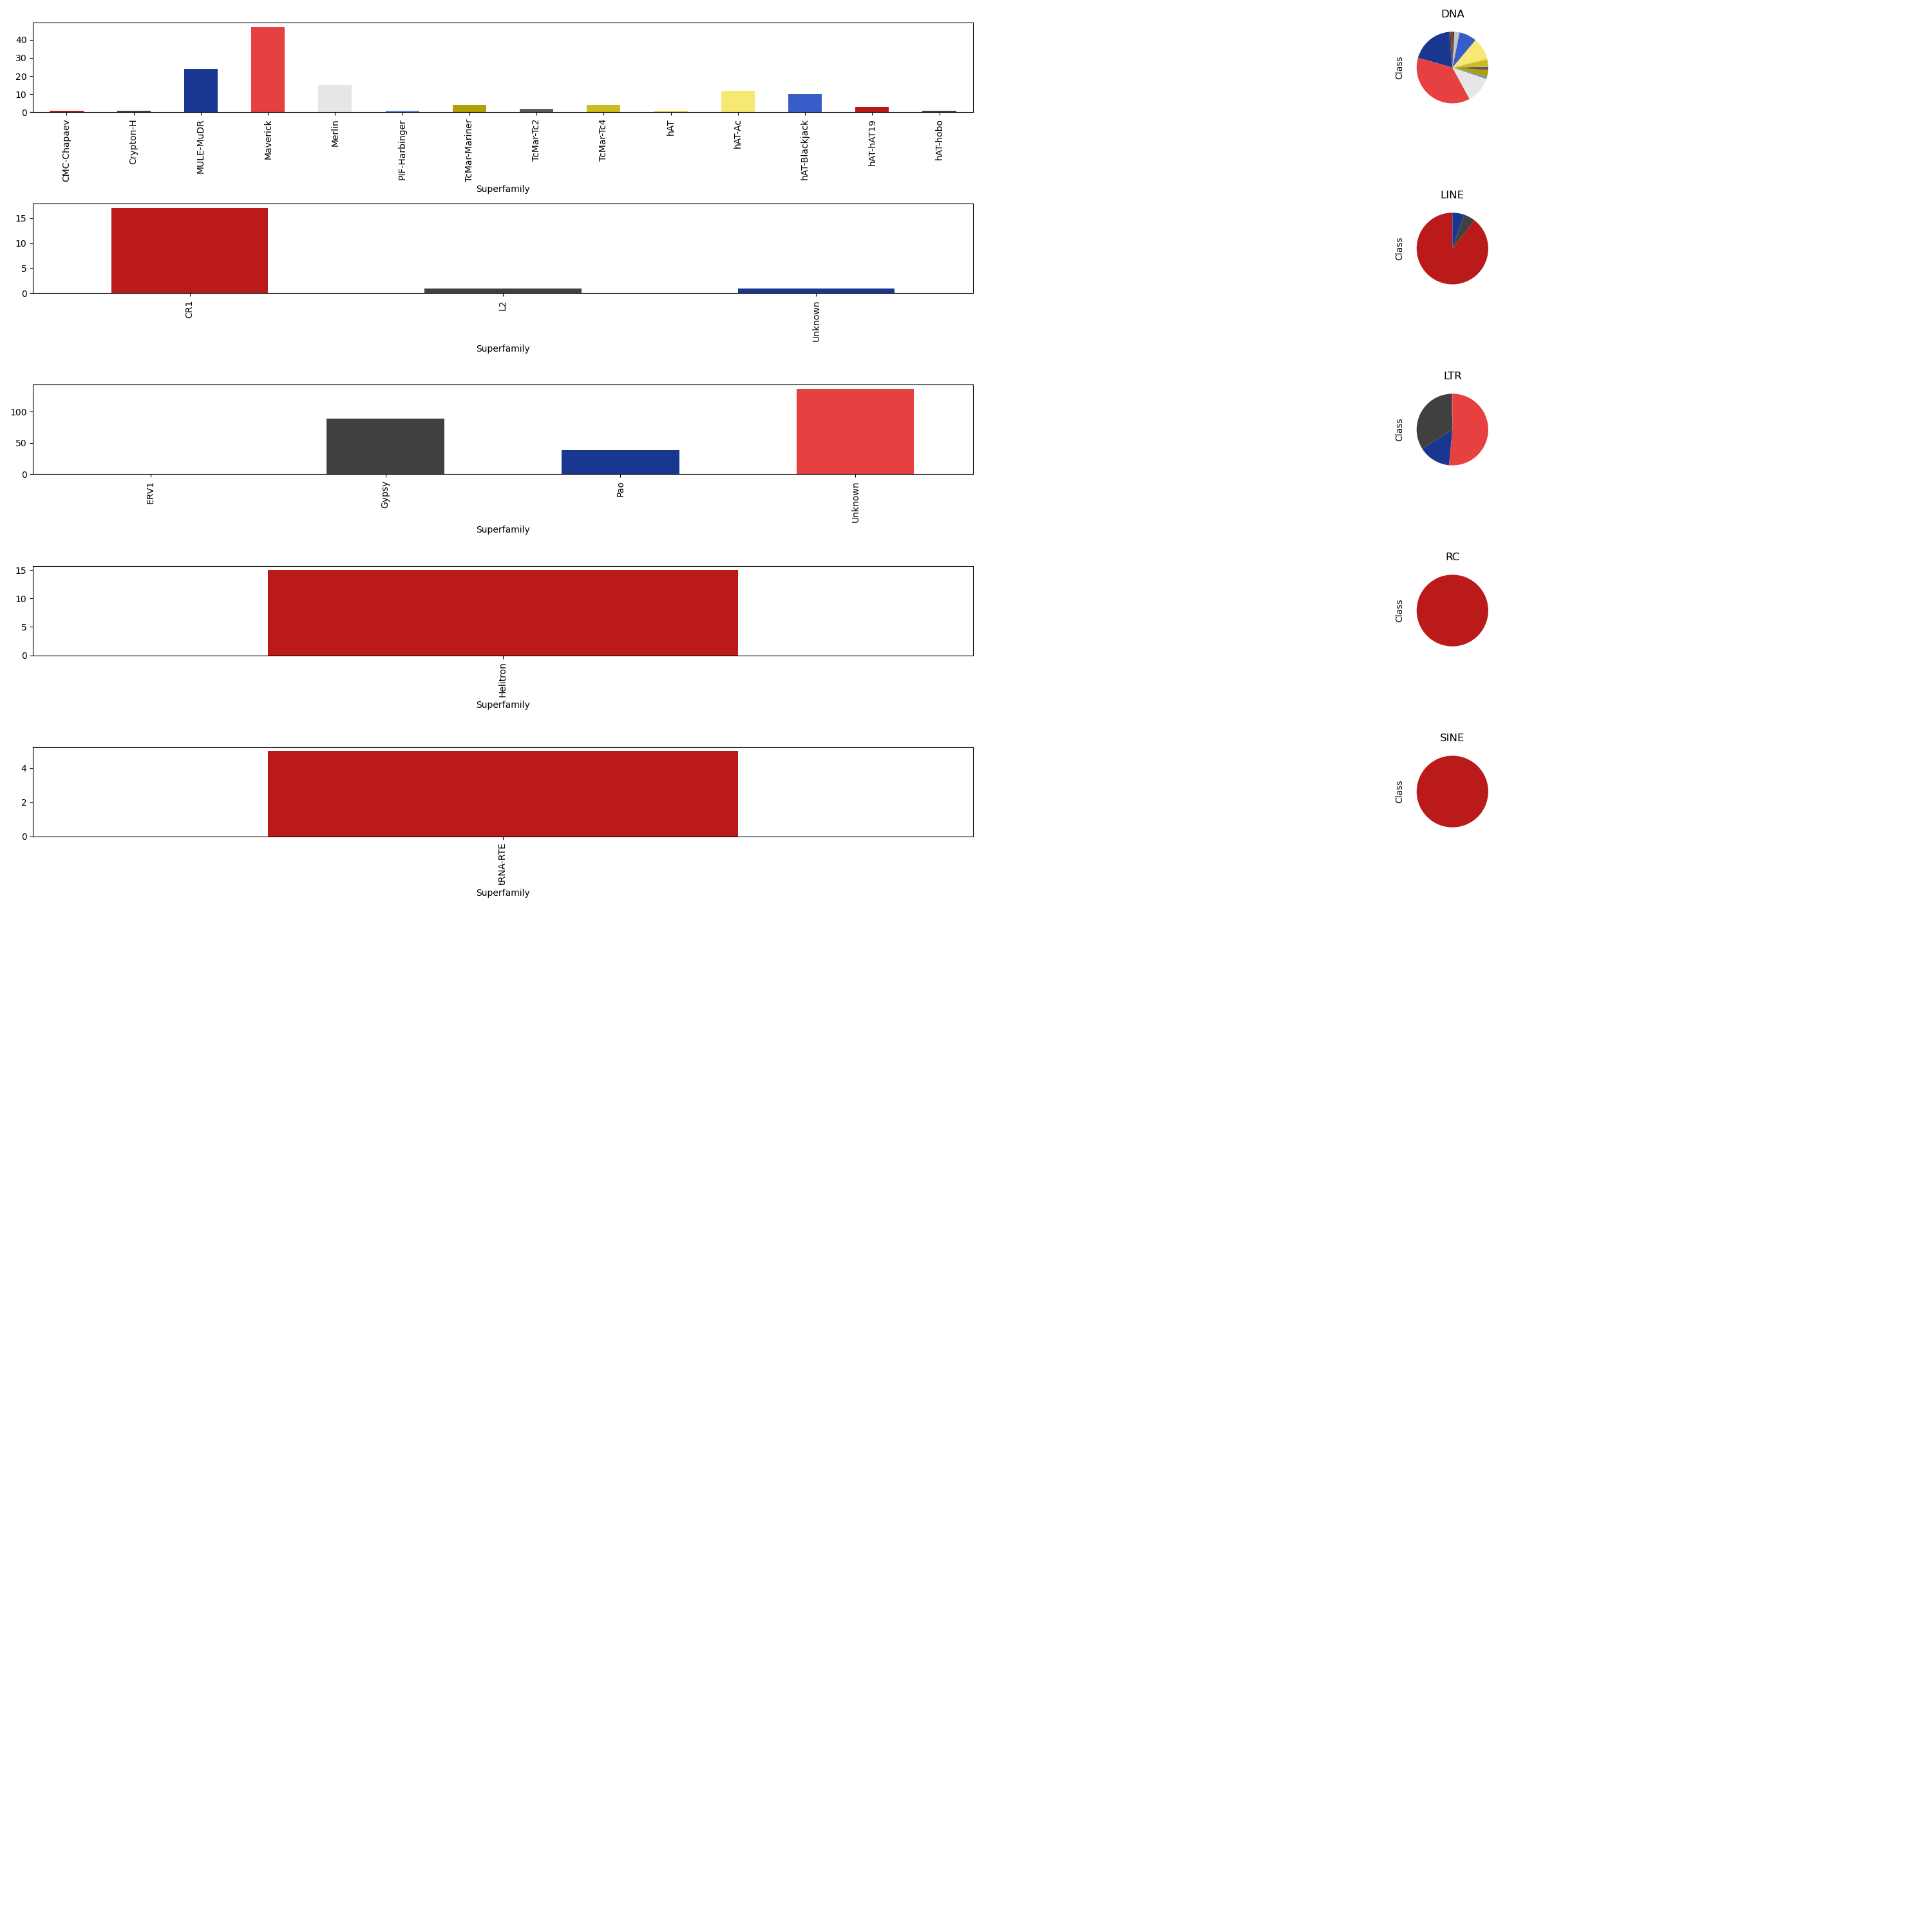 DNA
40
30
20
10
0
Class
CMC-Chapaev
Crypton-H
MULE-MuDR
Maverick
Merlin
PIF-Harbinger
TcMar-Mariner
TcMar-Tc2
TcMar-Tc4
hAT
hAT-Ac
hAT-Blackjack
hAT-hAT19
hAT-hobo
Superfamily
LINE
15
10
5
0
Class
CR1
L2
Unknown
Superfamily
LTR
100
50
0
Class
ERV1
Gypsy
Pao
Unknown
Superfamily
RC
15
10
5
0
Class
Helitron
Superfamily
SINE
4
2
0
Class
tRNA-RTE
Superfamily